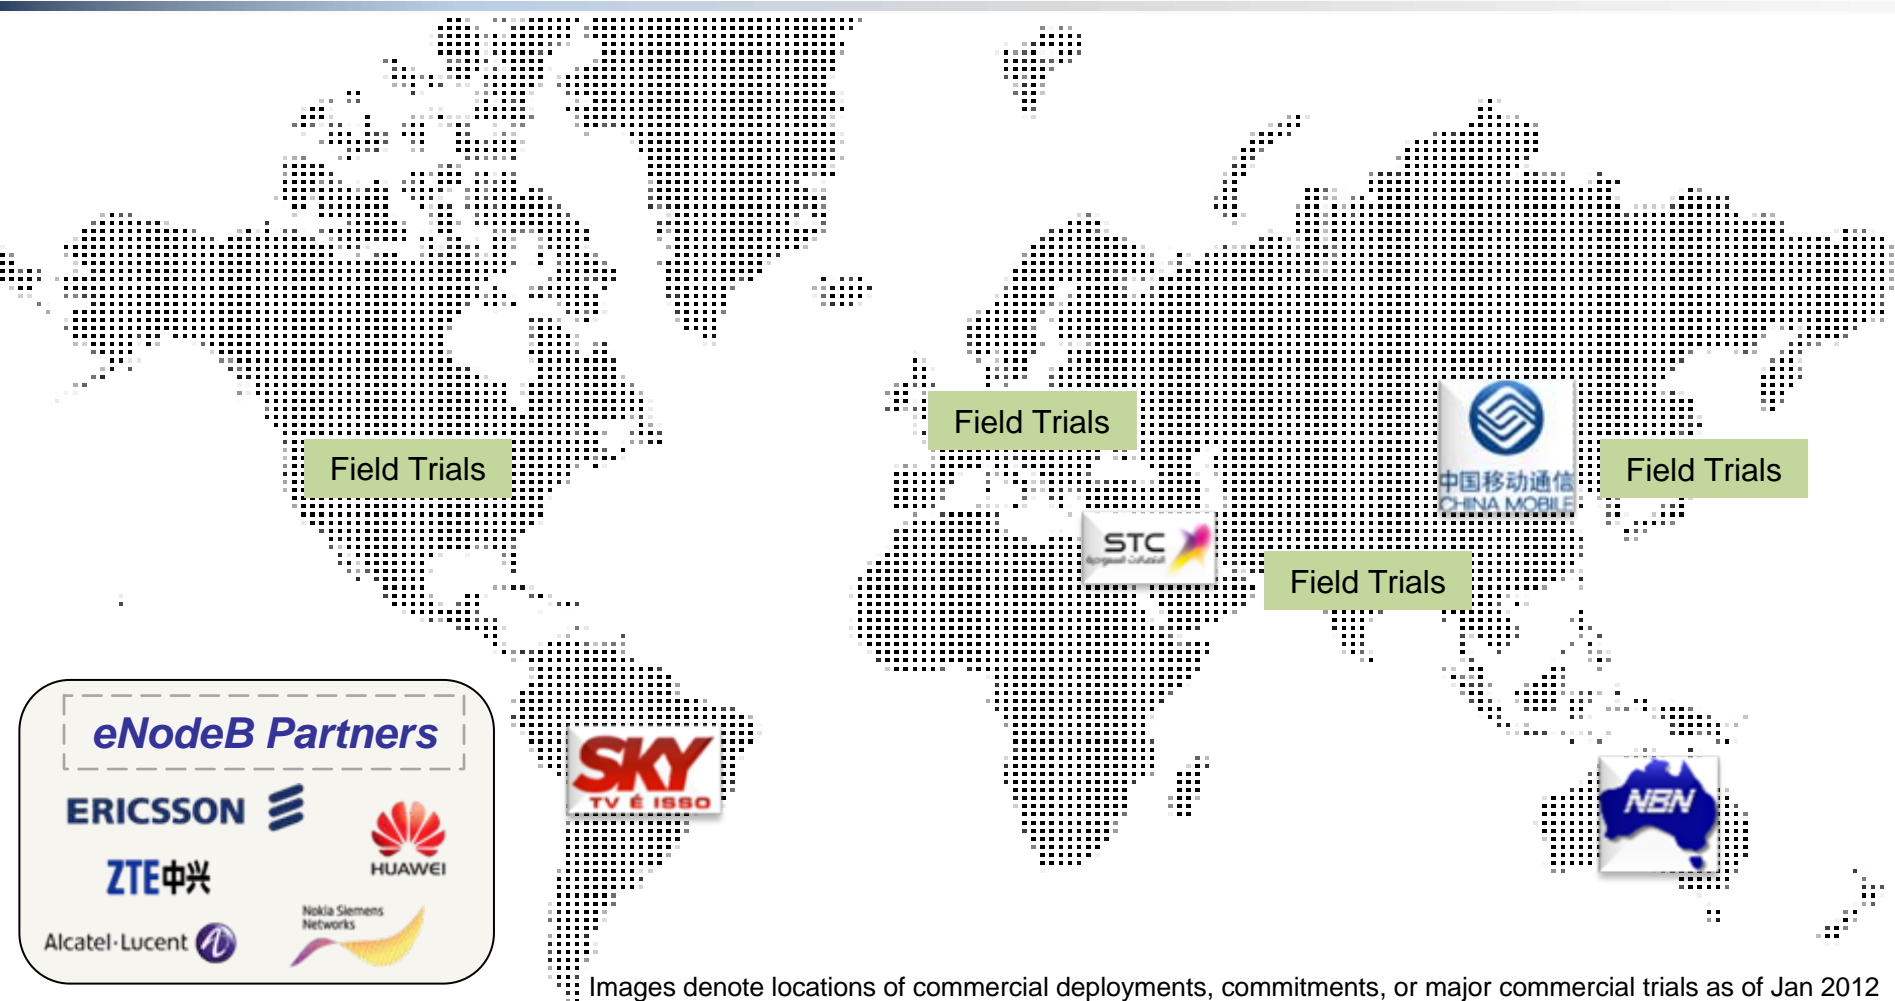 Field Trials
中国移动通信
CHINA MOBILE
Field Trials
Field Trials
STC
الاتصالات السعودية
Field Trials
eNodeB Partners
SKY
TV É ISSO
NBN
ERICSSON
HUAWEI
ZTE中兴
Nokia Siemens
Networks
Alcatel·Lucent
Images denote locations of commercial deployments, commitments, or major commercial trials as of Jan 2012